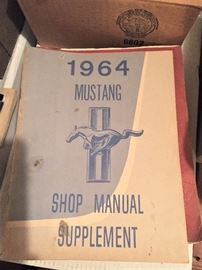 1964
MUSTANG
SHOP MANUAL
SUPPLEMENT